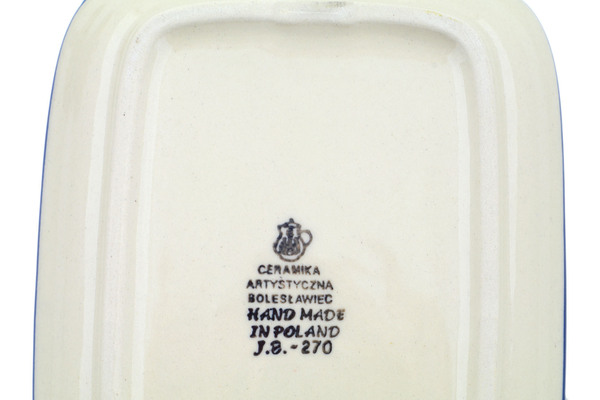 CERAMIKA
ARTYSTYCZNA
BOLESŁAWIEC
HAND MADE
IN POLAND
J.B.-270